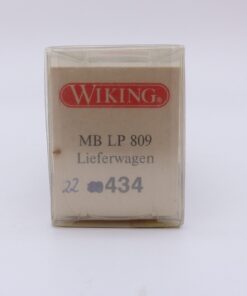 WIKING®
MB LP 809
Lieferwagen
22 434